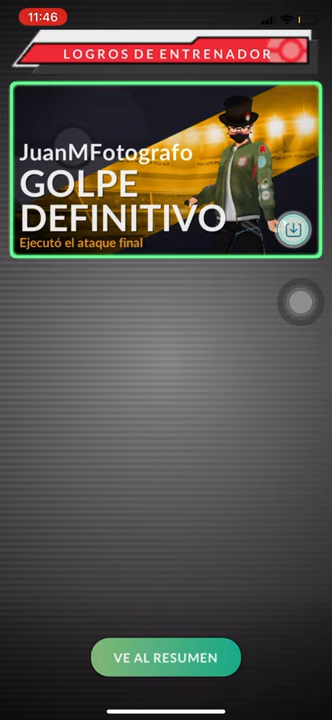 11:46
LOGROS DE ENTRENADOR
JuanMFotografo
GOLPE
DEFINITIVO
Ejecutó el ataque final
VE AL RESUMEN